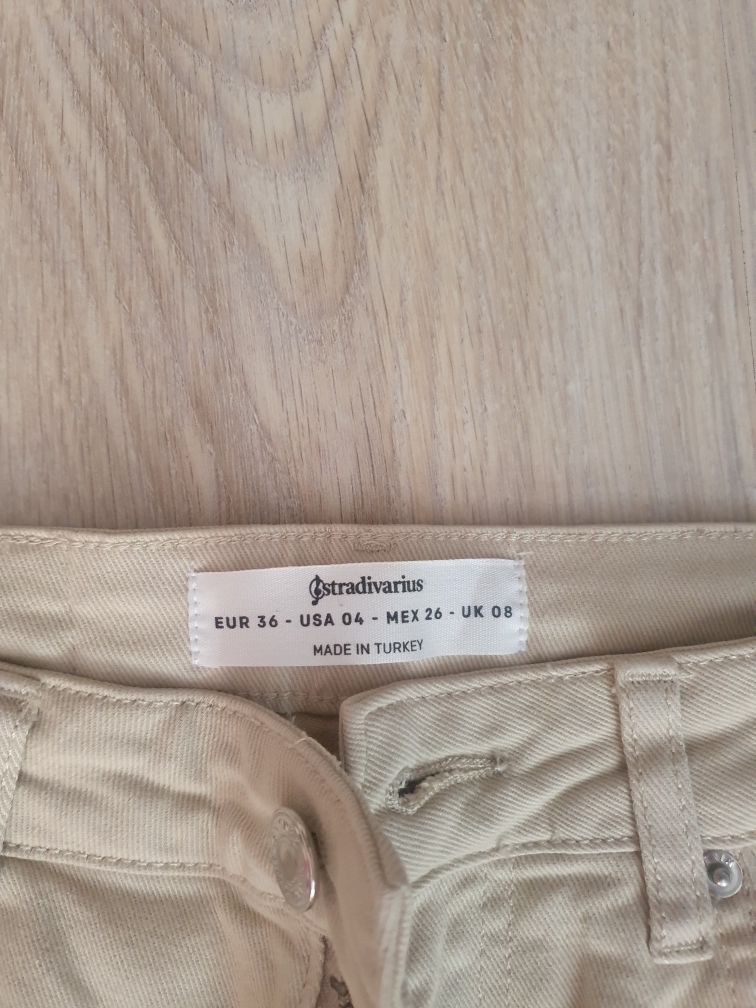 stradivarius
EUR 36 - USA 04 - MEX 26 - UK 08
MADE IN TURKEY